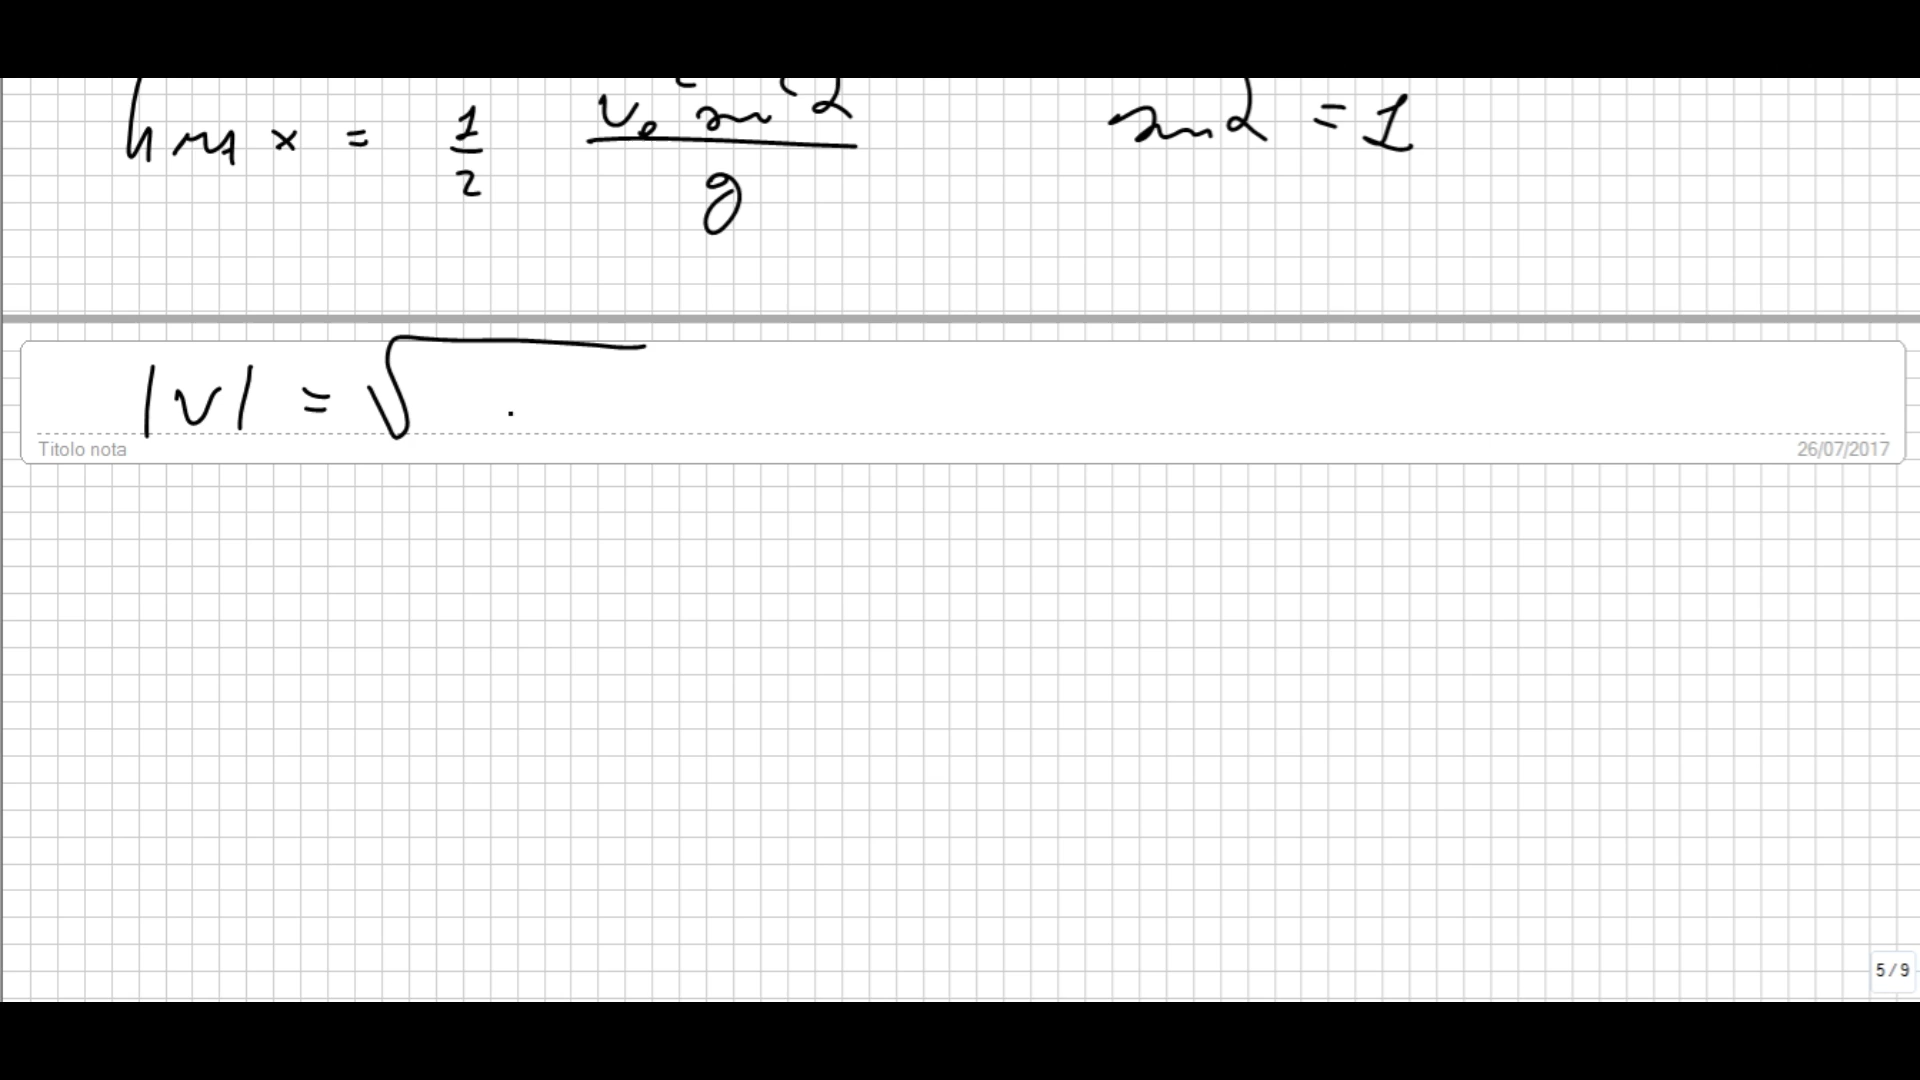 hMAx = 1/2 v₀² sin² α / g    sin α = 1
|v| = √ .
Titolo nota 26/07/2017
5 / 9